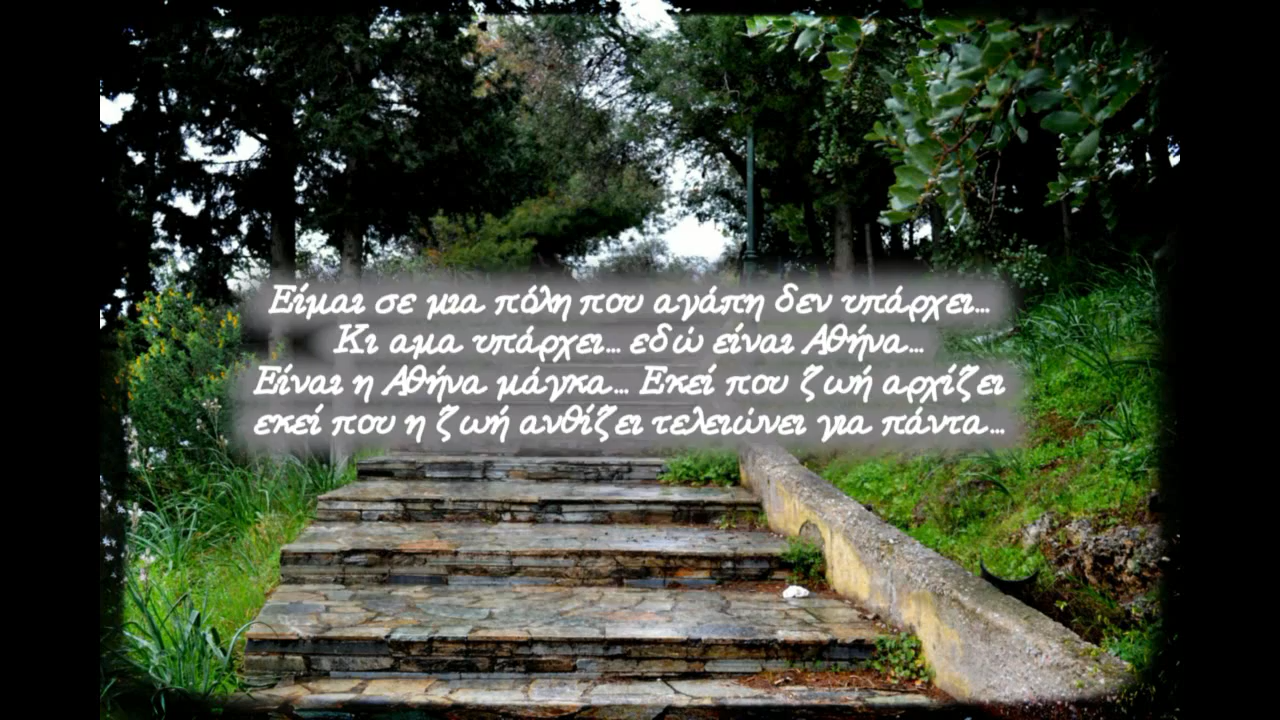 Είμαι σε μια πόλη που αγάπη δεν υπάρχει...
Κι αμα υπάρχει... εδώ είναι Αθήνα...
Είναι η Αθήνα μάγκα... Εκεί που ζωή αρχίζει
εκεί που η ζωή ανθίζει τελειώνει για πάντα...